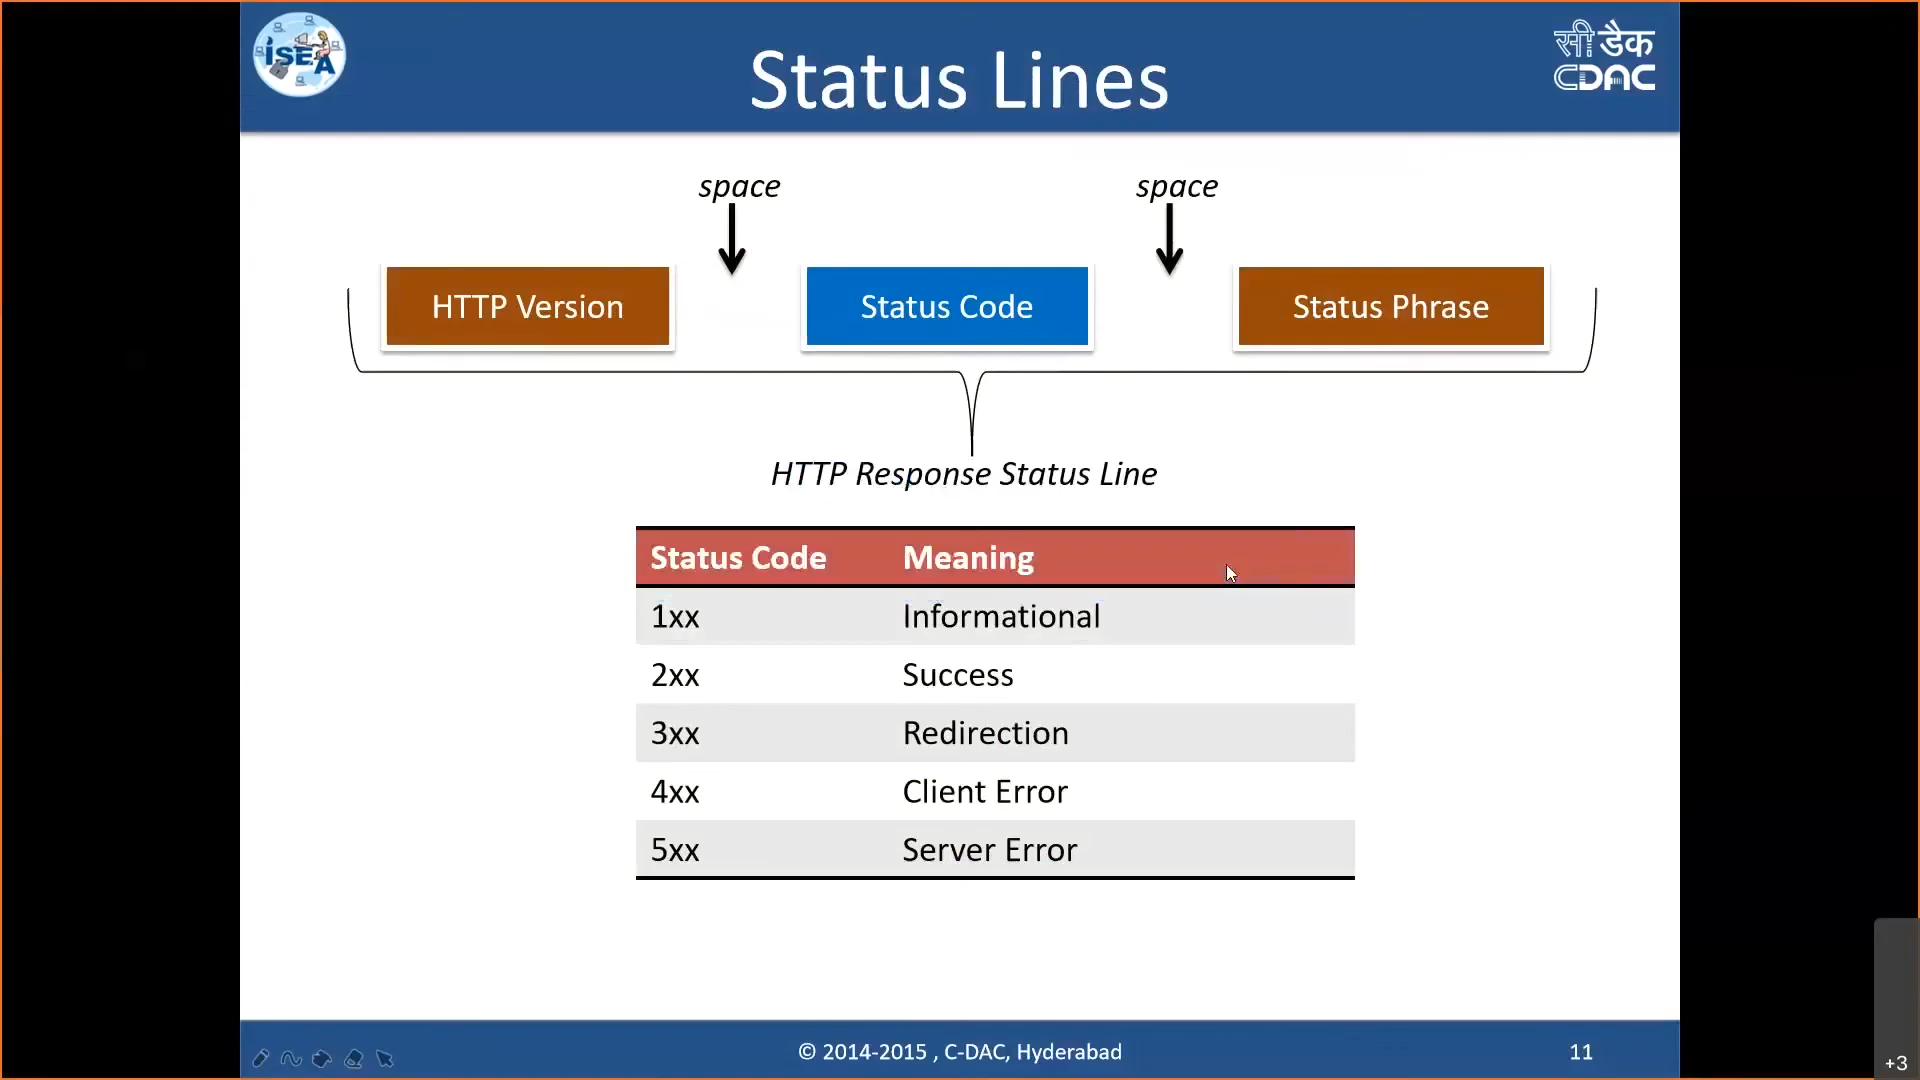 iSEA
सी डैक
CDAC
Status Lines
space space
HTTP Version Status Code Status Phrase
HTTP Response Status Line
Status Code Meaning
1xx Informational
2xx Success
3xx Redirection
4xx Client Error
5xx Server Error
© 2014-2015 , C-DAC, Hyderabad 11
+3